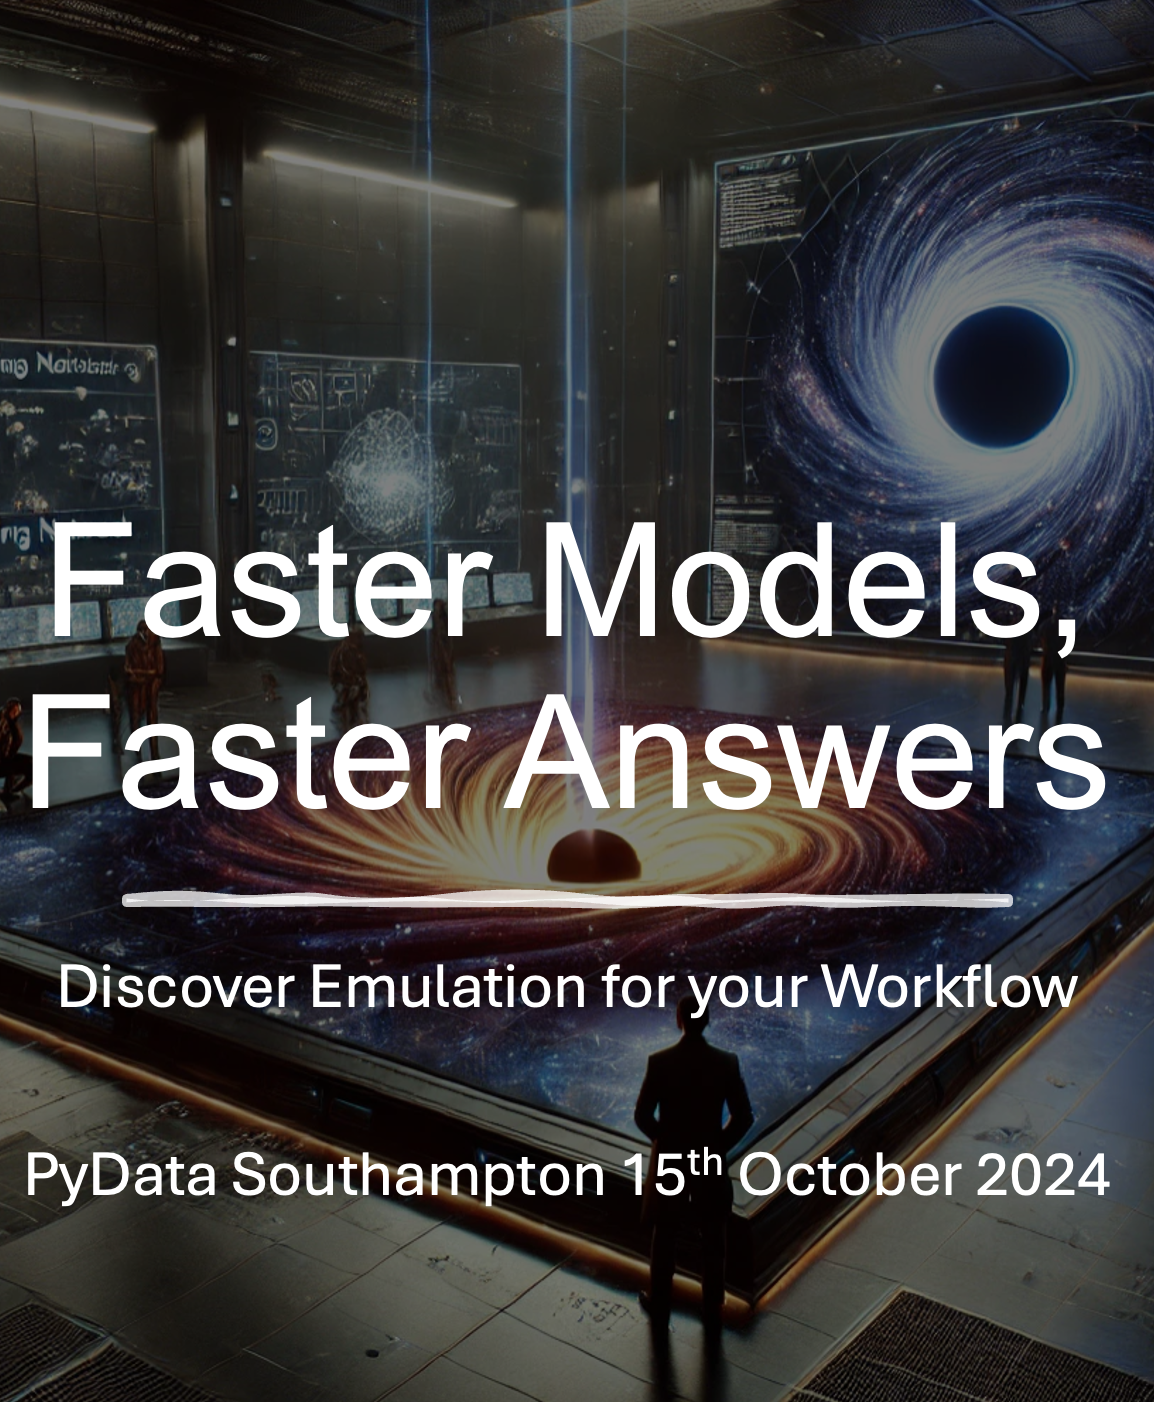 Faster Models,
Faster Answers
Discover Emulation for your Workflow
PyData Southampton 15th October 2024